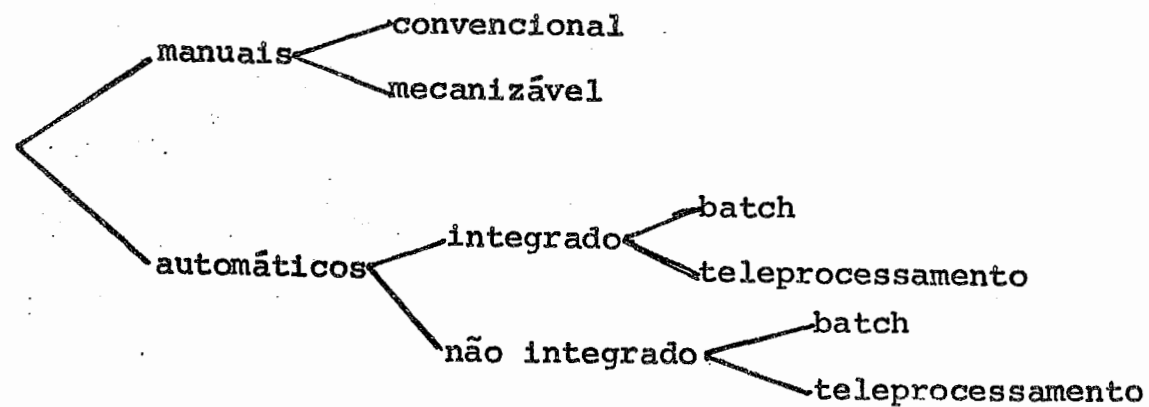 convencional
manuais
mecanizável
batch
integrado
teleprocessamento
automáticos
batch
não integrado
teleprocessamento